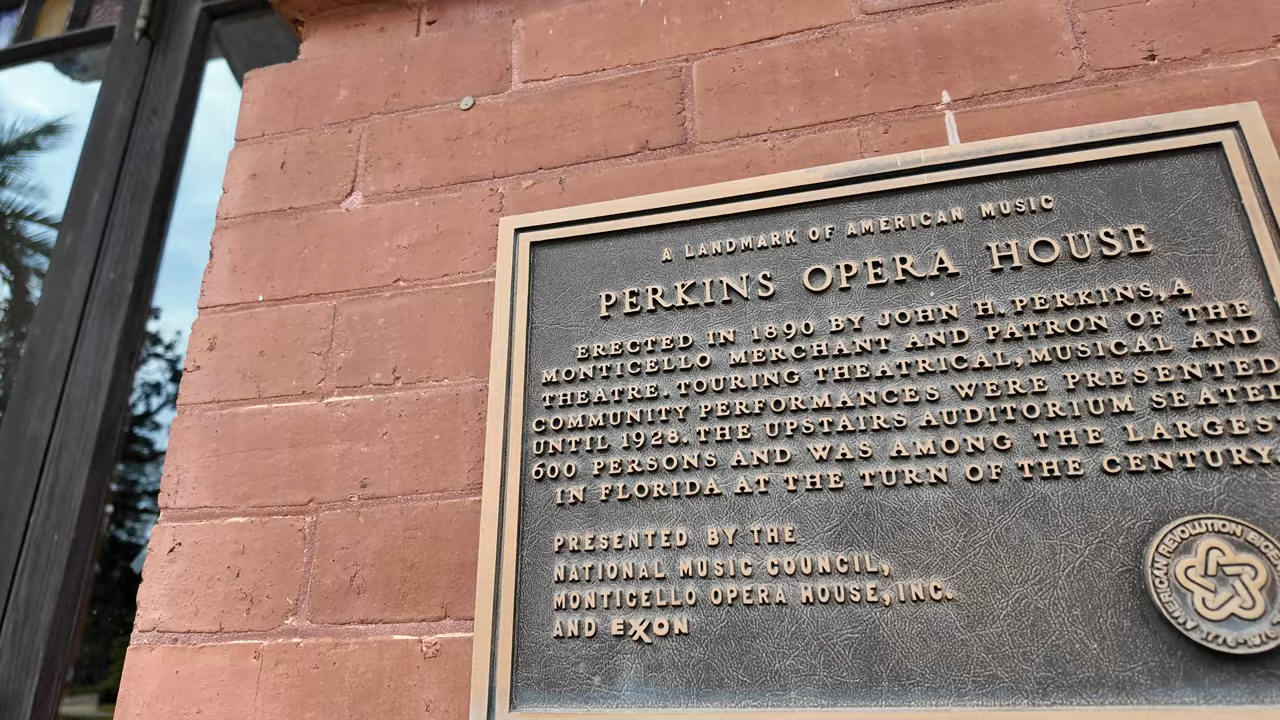 A LANDMARK OF AMERICAN MUSIC
PERKINS OPERA HOUSE
ERECTED IN 1890 BY JOHN H. PERKINS, A
MONTICELLO MERCHANT AND PATRON OF THE
THEATRE. TOURING THEATRICAL, MUSICAL AND
COMMUNITY PERFORMANCES WERE PRESENTED
UNTIL 1928. THE UPSTAIRS AUDITORIUM SEATED
600 PERSONS AND WAS AMONG THE LARGEST
IN FLORIDA AT THE TURN OF THE CENTURY.
PRESENTED BY THE
NATIONAL MUSIC COUNCIL,
MONTICELLO OPERA HOUSE, INC.
AND EXXON
AMERICAN REVOLUTION
1776-1976